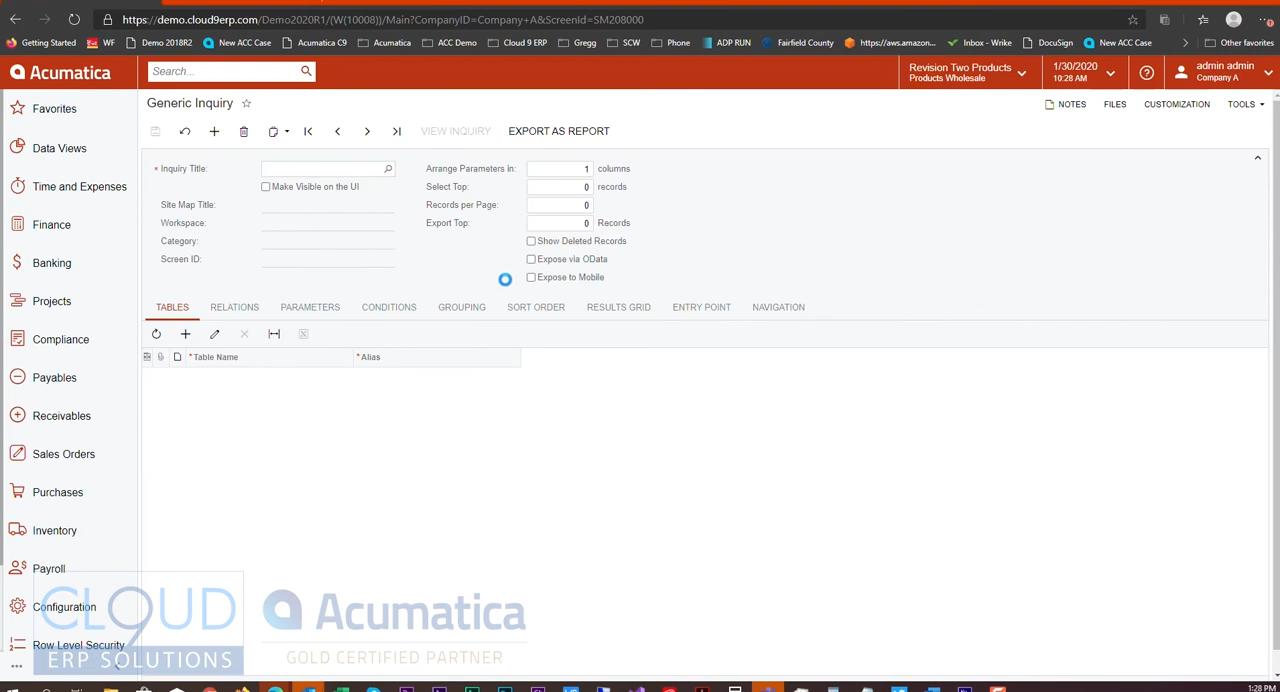 https://demo.cloud9erp.com/Demo2020R1/(W(10008))/Main?CompanyID=Company+A&ScreenId=SM208000
Getting Started WF Demo 2018R2 New ACC Case Acumatica C9 Acumatica ACC Demo Cloud 9 ERP Gregg SCW Phone ADP RUN Fairfield County https://aws.amazon... Inbox - Wrike DocuSign New ACC Case Other favorites
Acumatica
Search...
Revision Two Products
Products Wholesale
1/30/2020
10:28 AM
admin admin
Company A
Favorites
Data Views
Time and Expenses
Finance
Banking
Projects
Compliance
Payables
Receivables
Sales Orders
Purchases
Inventory
Payroll
Configuration
Row Level Security
Generic Inquiry
NOTES FILES CUSTOMIZATION TOOLS
VIEW INQUIRY EXPORT AS REPORT
* Inquiry Title:
Make Visible on the UI
Site Map Title:
Workspace:
Category:
Screen ID:
Arrange Parameters in: 1 columns
Select Top: 0 records
Records per Page: 0
Export Top: 0 Records
Show Deleted Records
Expose via OData
Expose to Mobile
TABLES RELATIONS PARAMETERS CONDITIONS GROUPING SORT ORDER RESULTS GRID ENTRY POINT NAVIGATION
* Table Name * Alias
CLOUD
9
ERP SOLUTIONS
Acumatica
GOLD CERTIFIED PARTNER
1:28 PM